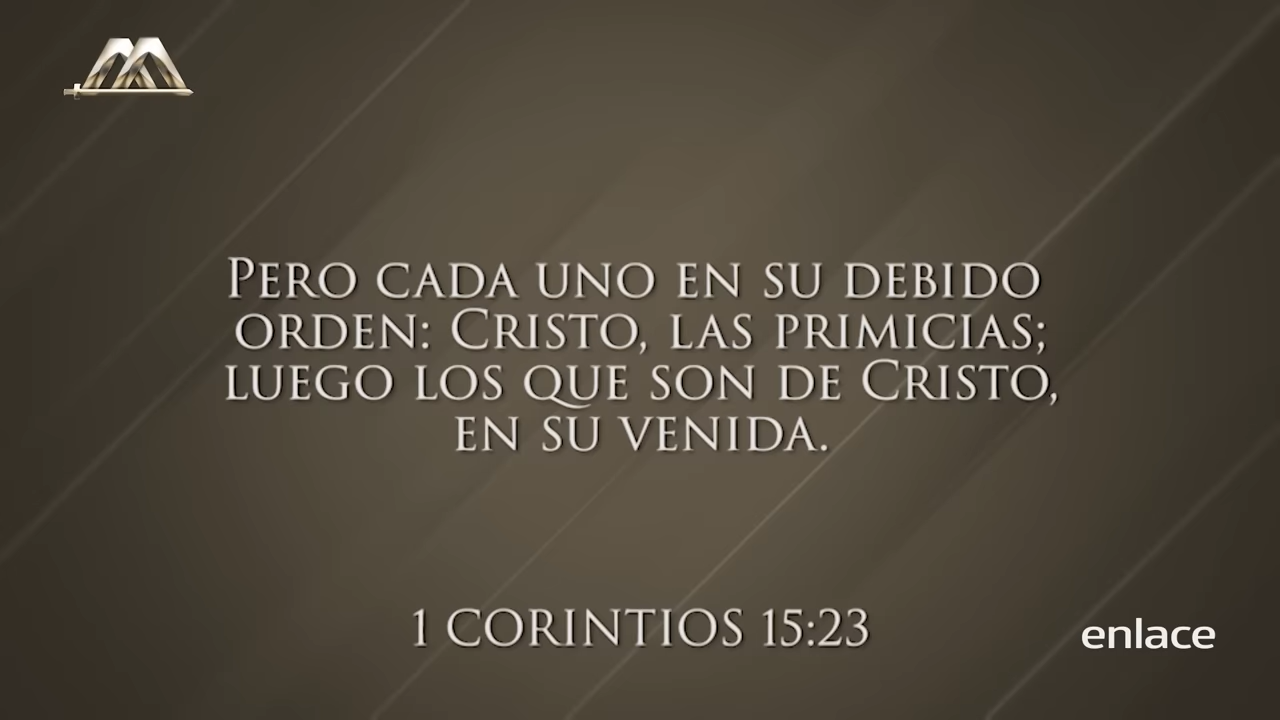 Pero cada uno en su debido
orden: Cristo, las primicias;
luego los que son de Cristo,
en su venida.
1 CORINTIOS 15:23
enlace